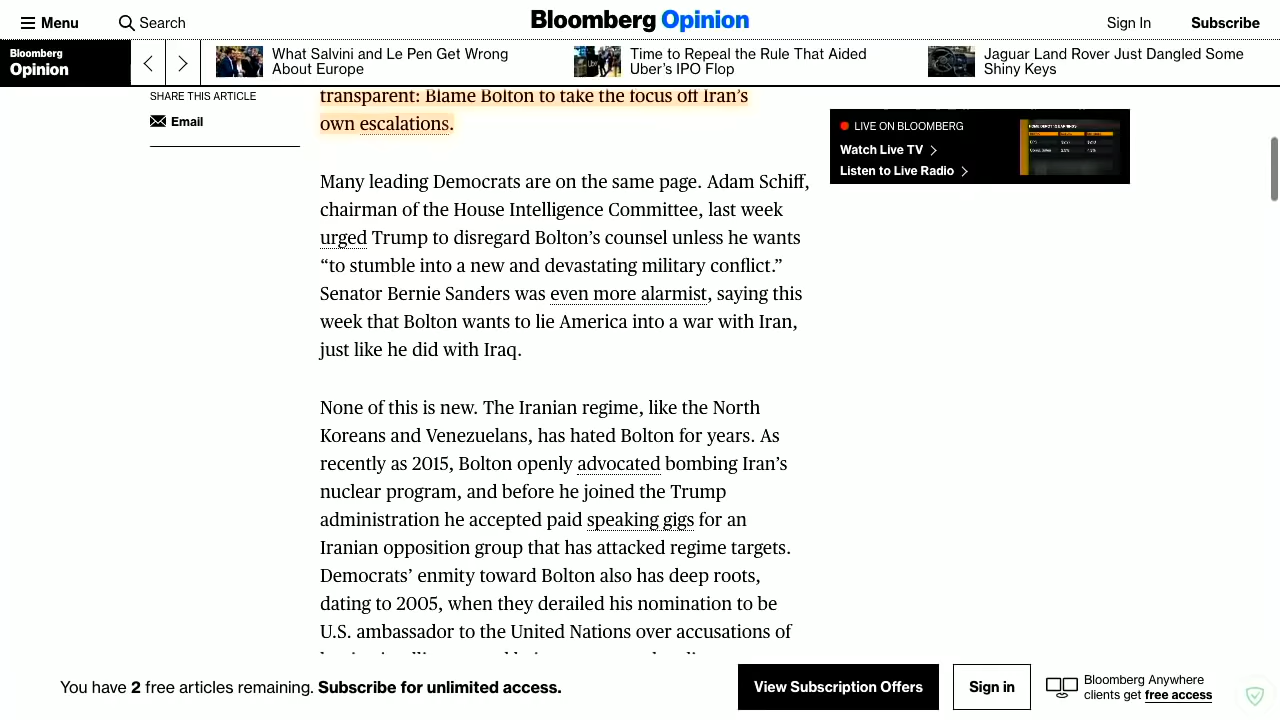 Menu
Search
Bloomberg Opinion
Sign In
Subscribe
Bloomberg
Opinion
What Salvini and Le Pen Get Wrong
About Europe
Time to Repeal the Rule That Aided
Uber’s IPO Flop
Jaguar Land Rover Just Dangled Some
Shiny Keys
SHARE THIS ARTICLE
Email
transparent: Blame Bolton to take the focus off Iran’s
own escalations.
Many leading Democrats are on the same page. Adam Schiff,
chairman of the House Intelligence Committee, last week
urged Trump to disregard Bolton’s counsel unless he wants
“to stumble into a new and devastating military conflict.”
Senator Bernie Sanders was even more alarmist, saying this
week that Bolton wants to lie America into a war with Iran,
just like he did with Iraq.
None of this is new. The Iranian regime, like the North
Koreans and Venezuelans, has hated Bolton for years. As
recently as 2015, Bolton openly advocated bombing Iran’s
nuclear program, and before he joined the Trump
administration he accepted paid speaking gigs for an
Iranian opposition group that has attacked regime targets.
Democrats’ enmity toward Bolton also has deep roots,
dating to 2005, when they derailed his nomination to be
U.S. ambassador to the United Nations over accusations of
LIVE ON BLOOMBERG
Watch Live TV
Listen to Live Radio
You have 2 free articles remaining. Subscribe for unlimited access.
View Subscription Offers
Sign in
Bloomberg Anywhere
clients get free access